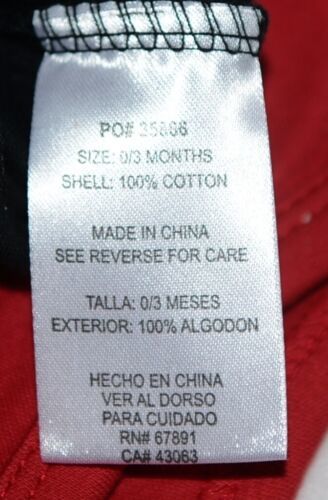 PO# 35866
SIZE: 0/3 MONTHS
SHELL: 100% COTTON
MADE IN CHINA
SEE REVERSE FOR CARE
TALLA: 0/3 MESES
EXTERIOR: 100% ALGODON
HECHO EN CHINA
VER AL DORSO
PARA CUIDADO
RN# 67891
CA# 43063